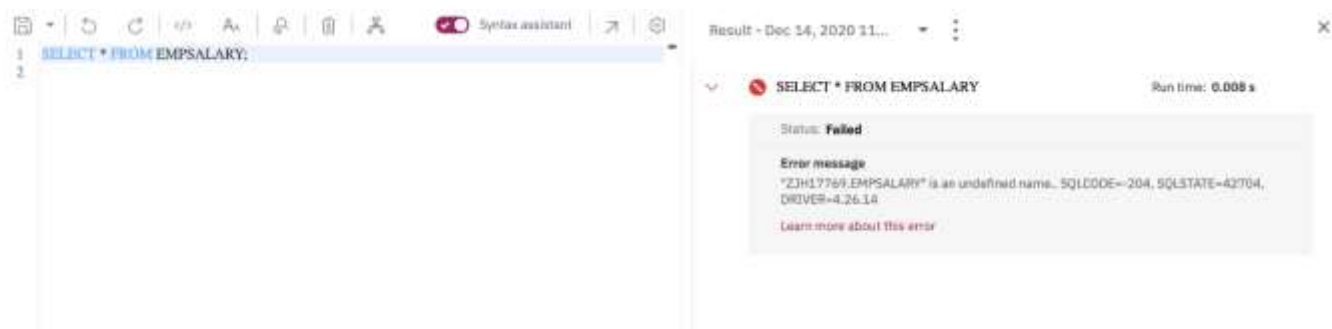 Syntax assistant
1 SELECT * FROM EMPSALARY;
2
Result - Dec 14, 2020 11...
SELECT * FROM EMPSALARY
Run time: 0.008 s
Status: Failed
Error message
"ZJH17769.EMPSALARY" is an undefined name.. SQLCODE=-204, SQLSTATE=42704,
DRIVER=4.26.14
Learn more about this error